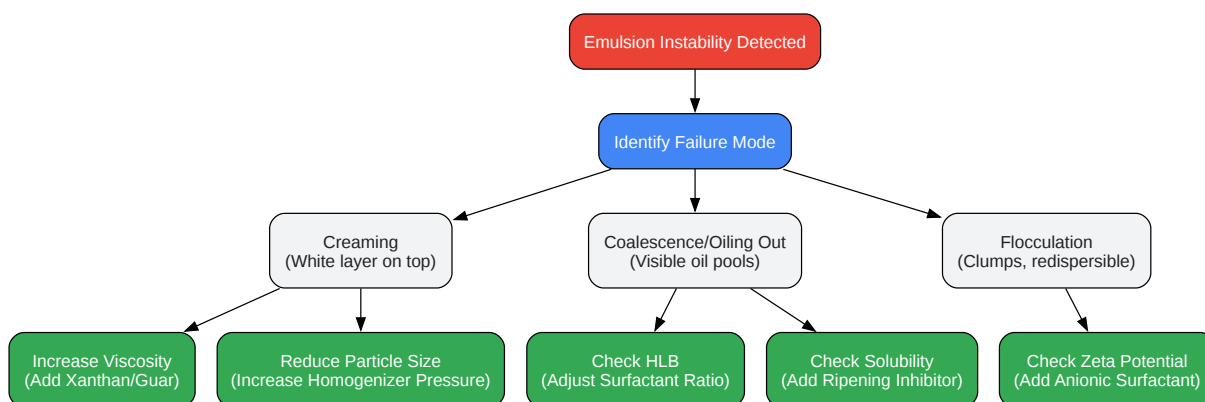 Emulsion Instability Detected
Identify Failure Mode
Creaming
(White layer on top)
Coalescence/Oiling Out
(Visible oil pools)
Flocculation
(Clumps, redispersible)
Increase Viscosity
(Add Xanthan/Guar)
Reduce Particle Size
(Increase Homogenizer Pressure)
Check HLB
(Adjust Surfactant Ratio)
Check Solubility
(Add Ripening Inhibitor)
Check Zeta Potential
(Add Anionic Surfactant)